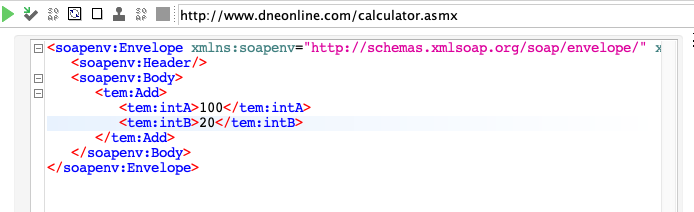 http://www.dneonline.com/calculator.asmx
<soapenv:Envelope xmlns:soapenv="http://schemas.xmlsoap.org/soap/envelope/" x
<soapenv:Header/>
<soapenv:Body>
<tem:Add>
<tem:intA>100</tem:intA>
<tem:intB>20</tem:intB>
</tem:Add>
</soapenv:Body>
</soapenv:Envelope>